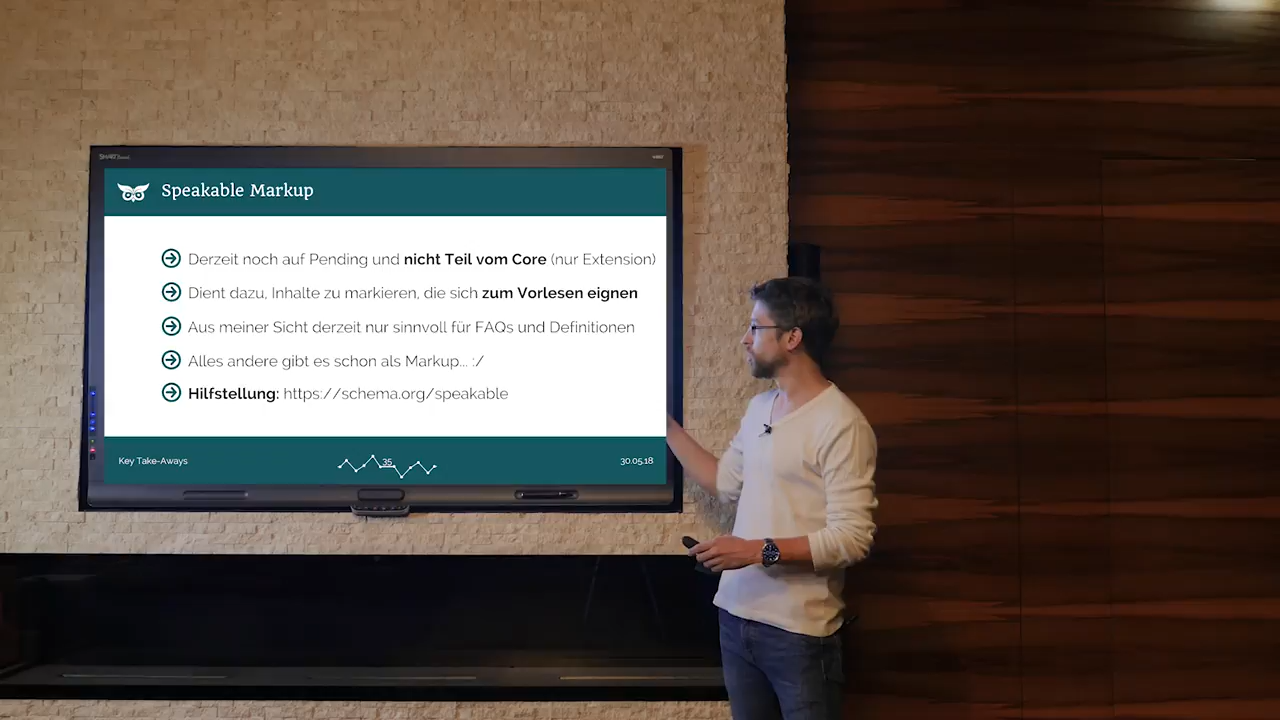 Speakable Markup
Derzeit noch auf Pending und nicht Teil vom Core (nur Extension)
Dient dazu, Inhalte zu markieren, die sich zum Vorlesen eignen
Aus meiner Sicht derzeit nur sinnvoll für FAQs und Definitionen
Alles andere gibt es schon als Markup... :/
Hilfstellung: https://schema.org/speakable
Key Take-Aways
35
30.05.18